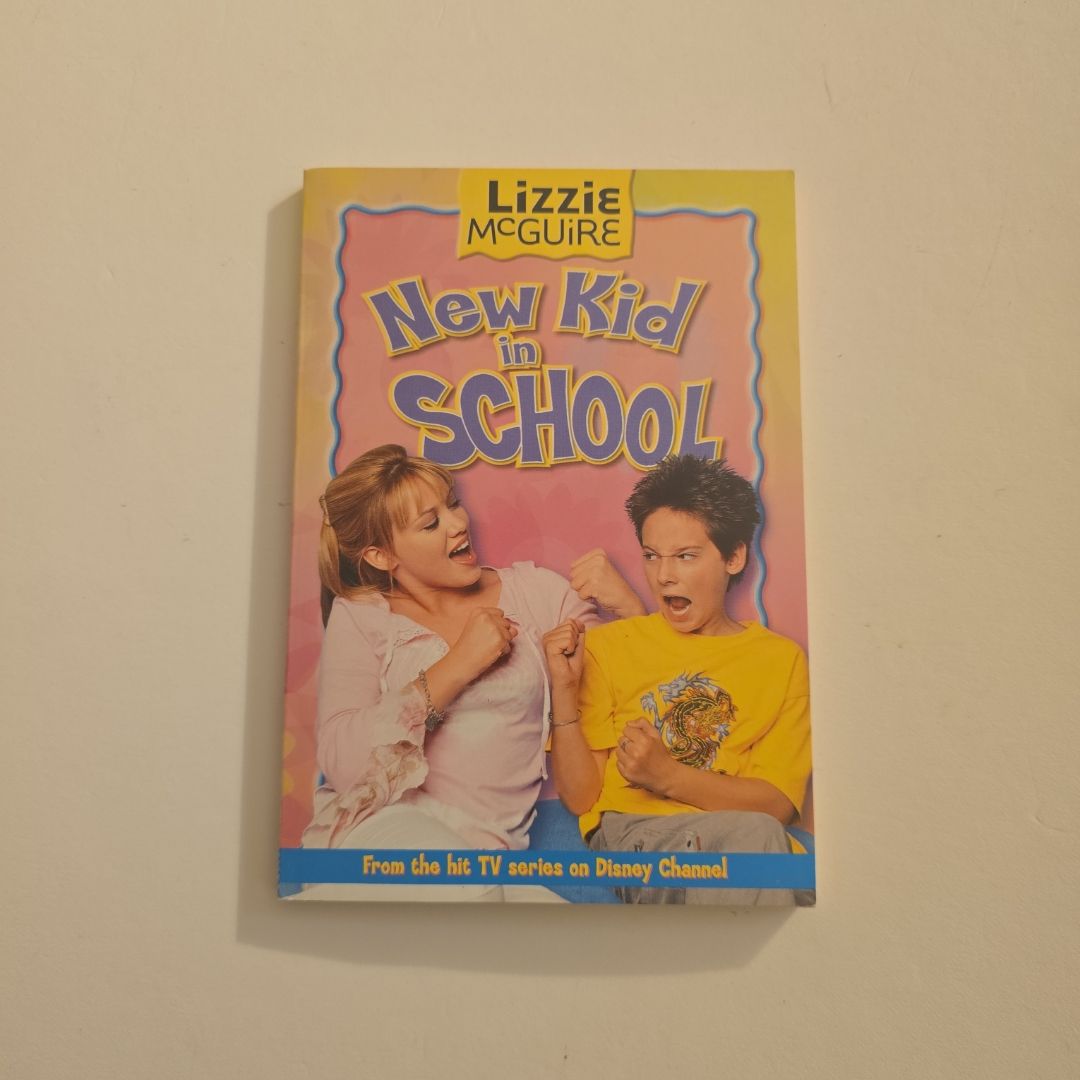 Lizzie
McGUiRE
New Kid
in
SCHOOL
From the hit TV series on Disney Channel